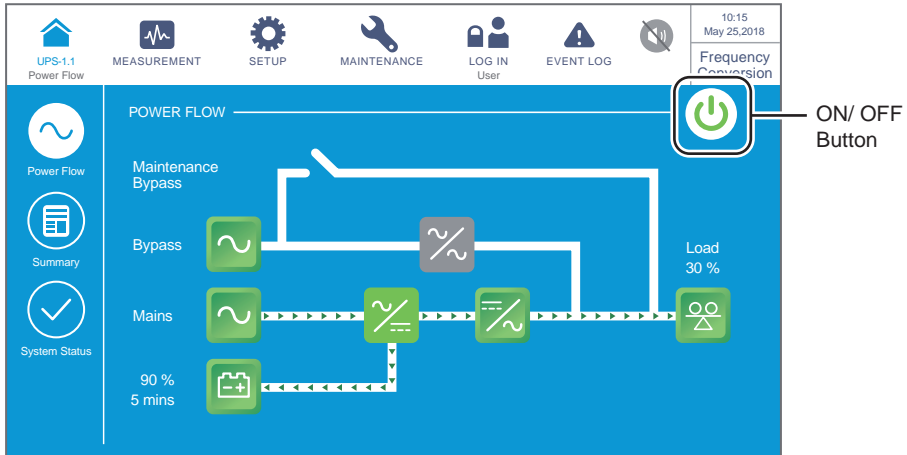 10:15
May 25,2018
UPS-1.1
Power Flow
MEASUREMENT
SETUP
MAINTENANCE
LOG IN
User
EVENT LOG
Frequency
Conversion
POWER FLOW
ON/ OFF
Button
Power Flow
Maintenance
Bypass
Summary
Bypass
Load
30 %
Mains
System Status
90 %
5 mins